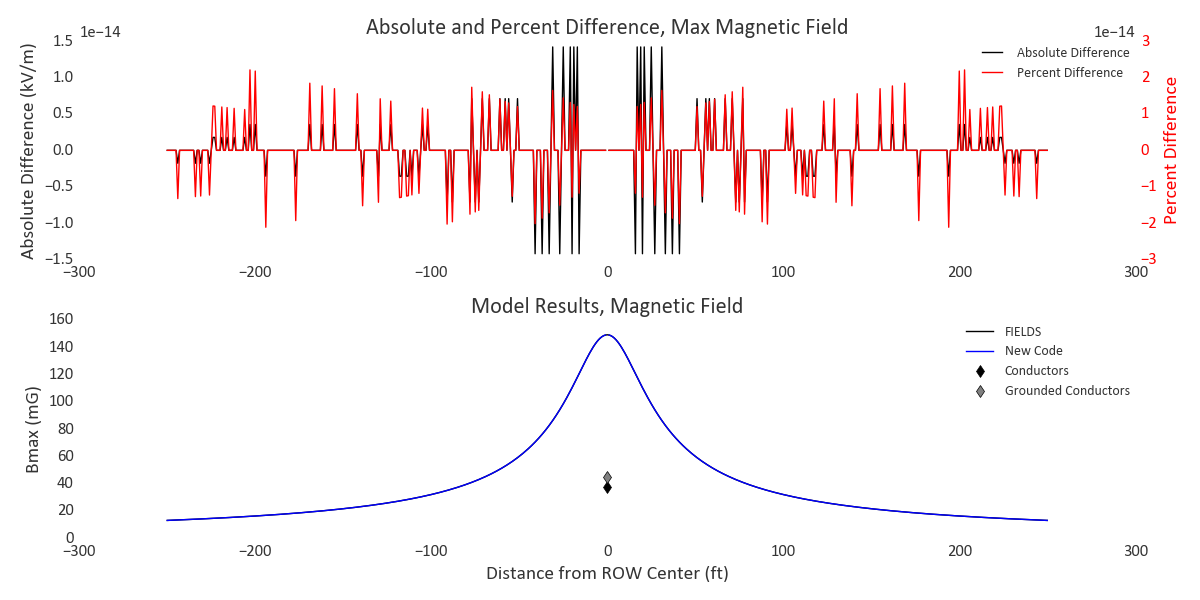 Absolute and Percent Difference, Max Magnetic Field
1e−14
1e−14
Absolute Difference (kV/m)
1.5
1.0
0.5
0.0
−0.5
−1.0
−1.5
3
2
1
0
−1
−2
−3
Percent Difference
Absolute Difference
Percent Difference
−300
−200
−100
0
100
200
300
Model Results, Magnetic Field
Bmax (mG)
160
140
120
100
80
60
40
20
0
FIELDS
New Code
Conductors
Grounded Conductors
−300
−200
−100
0
100
200
300
Distance from ROW Center (ft)